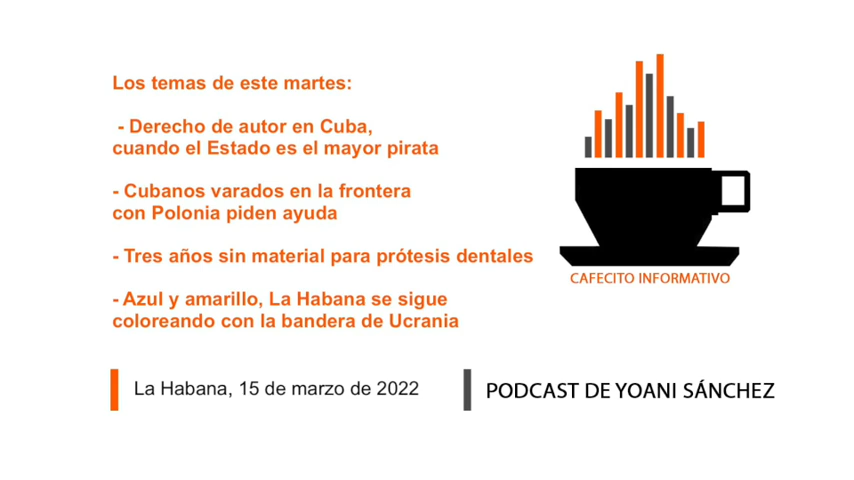 Los temas de este martes:
- Derecho de autor en Cuba,
cuando el Estado es el mayor pirata
- Cubanos varados en la frontera
con Polonia piden ayuda
- Tres años sin material para prótesis dentales
- Azul y amarillo, La Habana se sigue
coloreando con la bandera de Ucrania
CAFECITO INFORMATIVO
La Habana, 15 de marzo de 2022
PODCAST DE YOANI SÁNCHEZ